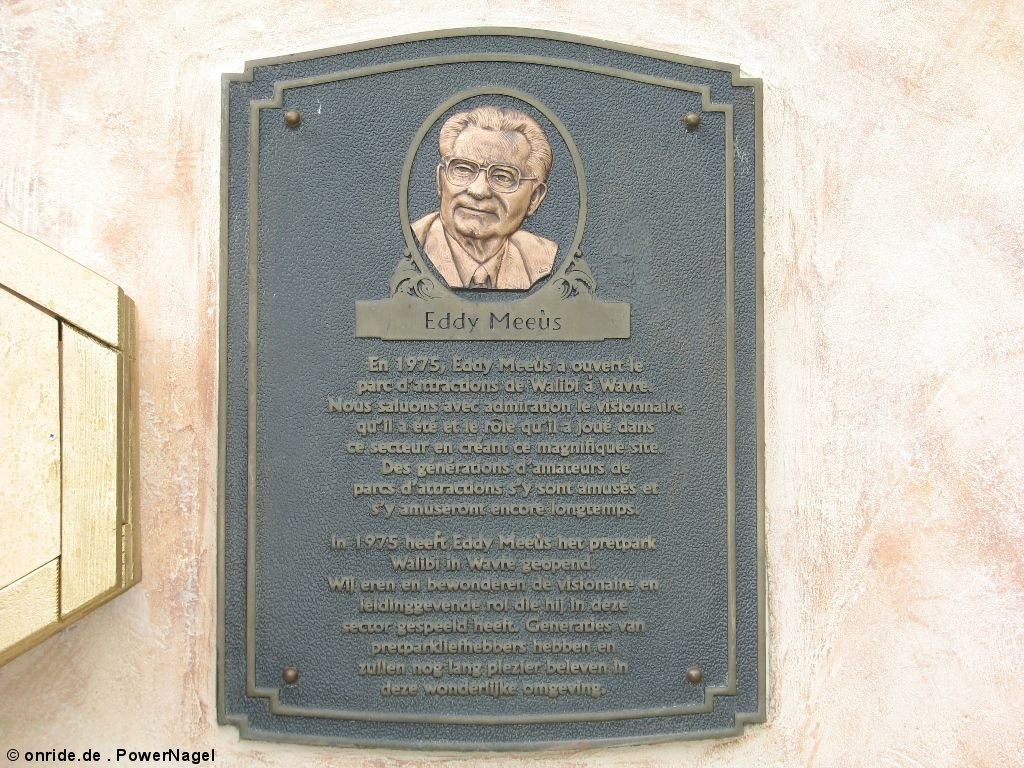 Eddy Meeùs
En 1975, Eddy Meeùs a ouvert le
parc d'attractions de Walibi à Wavre.
Nous saluons avec admiration le visionnaire
qu'il a été et le rôle qu'il a joué dans
ce secteur en créant ce magnifique site.
Des générations d'amateurs de
parcs d'attractions s'y sont amusés et
s'y amuseront encore longtemps.
In 1975 heeft Eddy Meeùs het pretpark
Walibi in Wavre geopend.
Wij eren en bewonderen de visionaire en
leidinggevende rol die hij in deze
sector gespeeld heeft. Generaties van
pretparkliefhebbers hebben en
zullen nog lang plezier beleven in
deze wonderlijke omgeving.
© onride.de . PowerNagel